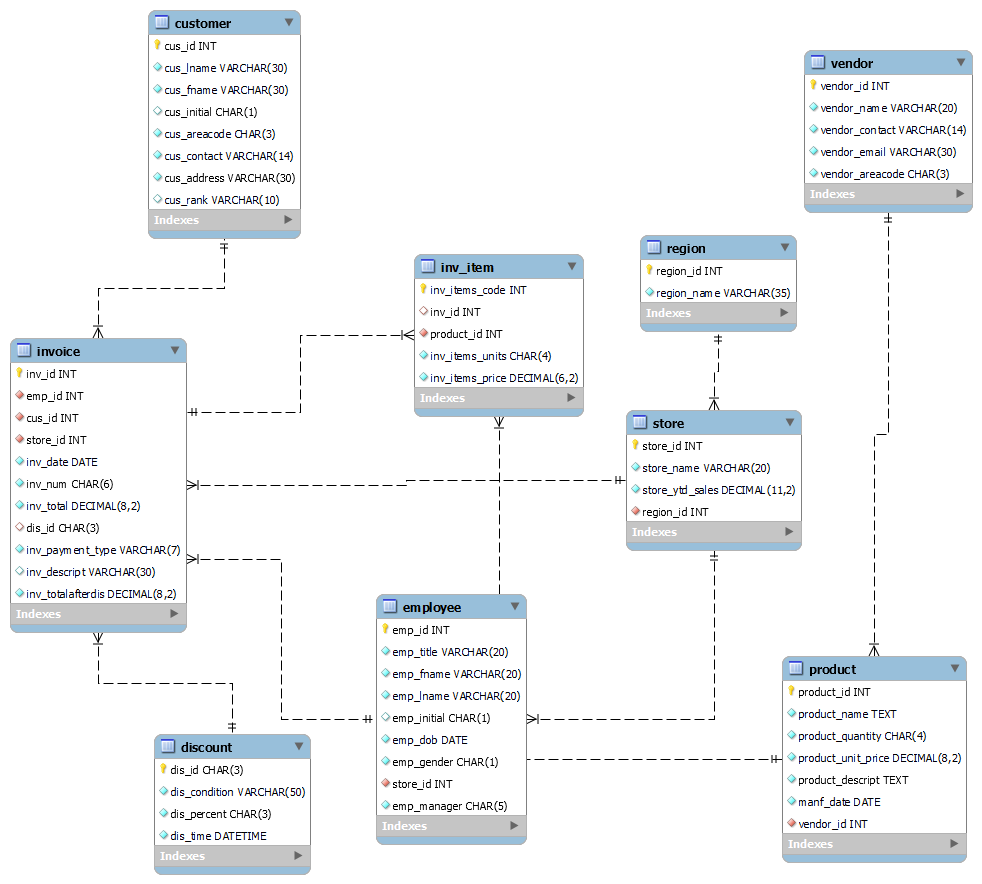 customer
cus_id INT
cus_lname VARCHAR(30)
cus_fname VARCHAR(30)
cus_initial CHAR(1)
cus_areacode CHAR(3)
cus_contact VARCHAR(14)
cus_address VARCHAR(30)
cus_rank VARCHAR(10)
Indexes
vendor
vendor_id INT
vendor_name VARCHAR(20)
vendor_contact VARCHAR(14)
vendor_email VARCHAR(30)
vendor_areacode CHAR(3)
Indexes
region
region_id INT
region_name VARCHAR(35)
Indexes
inv_item
inv_items_code INT
inv_id INT
product_id INT
inv_items_units CHAR(4)
inv_items_price DECIMAL(6,2)
Indexes
invoice
inv_id INT
emp_id INT
cus_id INT
store_id INT
inv_date DATE
inv_num CHAR(6)
inv_total DECIMAL(8,2)
dis_id CHAR(3)
inv_payment_type VARCHAR(7)
inv_descript VARCHAR(30)
inv_totalafterdis DECIMAL(8,2)
Indexes
store
store_id INT
store_name VARCHAR(20)
store_ytd_sales DECIMAL(11,2)
region_id INT
Indexes
employee
emp_id INT
emp_title VARCHAR(20)
emp_fname VARCHAR(20)
emp_lname VARCHAR(20)
emp_initial CHAR(1)
emp_dob DATE
emp_gender CHAR(1)
store_id INT
emp_manager CHAR(5)
Indexes
product
product_id INT
product_name TEXT
product_quantity CHAR(4)
product_unit_price DECIMAL(8,2)
product_descript TEXT
manf_date DATE
vendor_id INT
Indexes
discount
dis_id CHAR(3)
dis_condition VARCHAR(50)
dis_percent CHAR(3)
dis_time DATETIME
Indexes